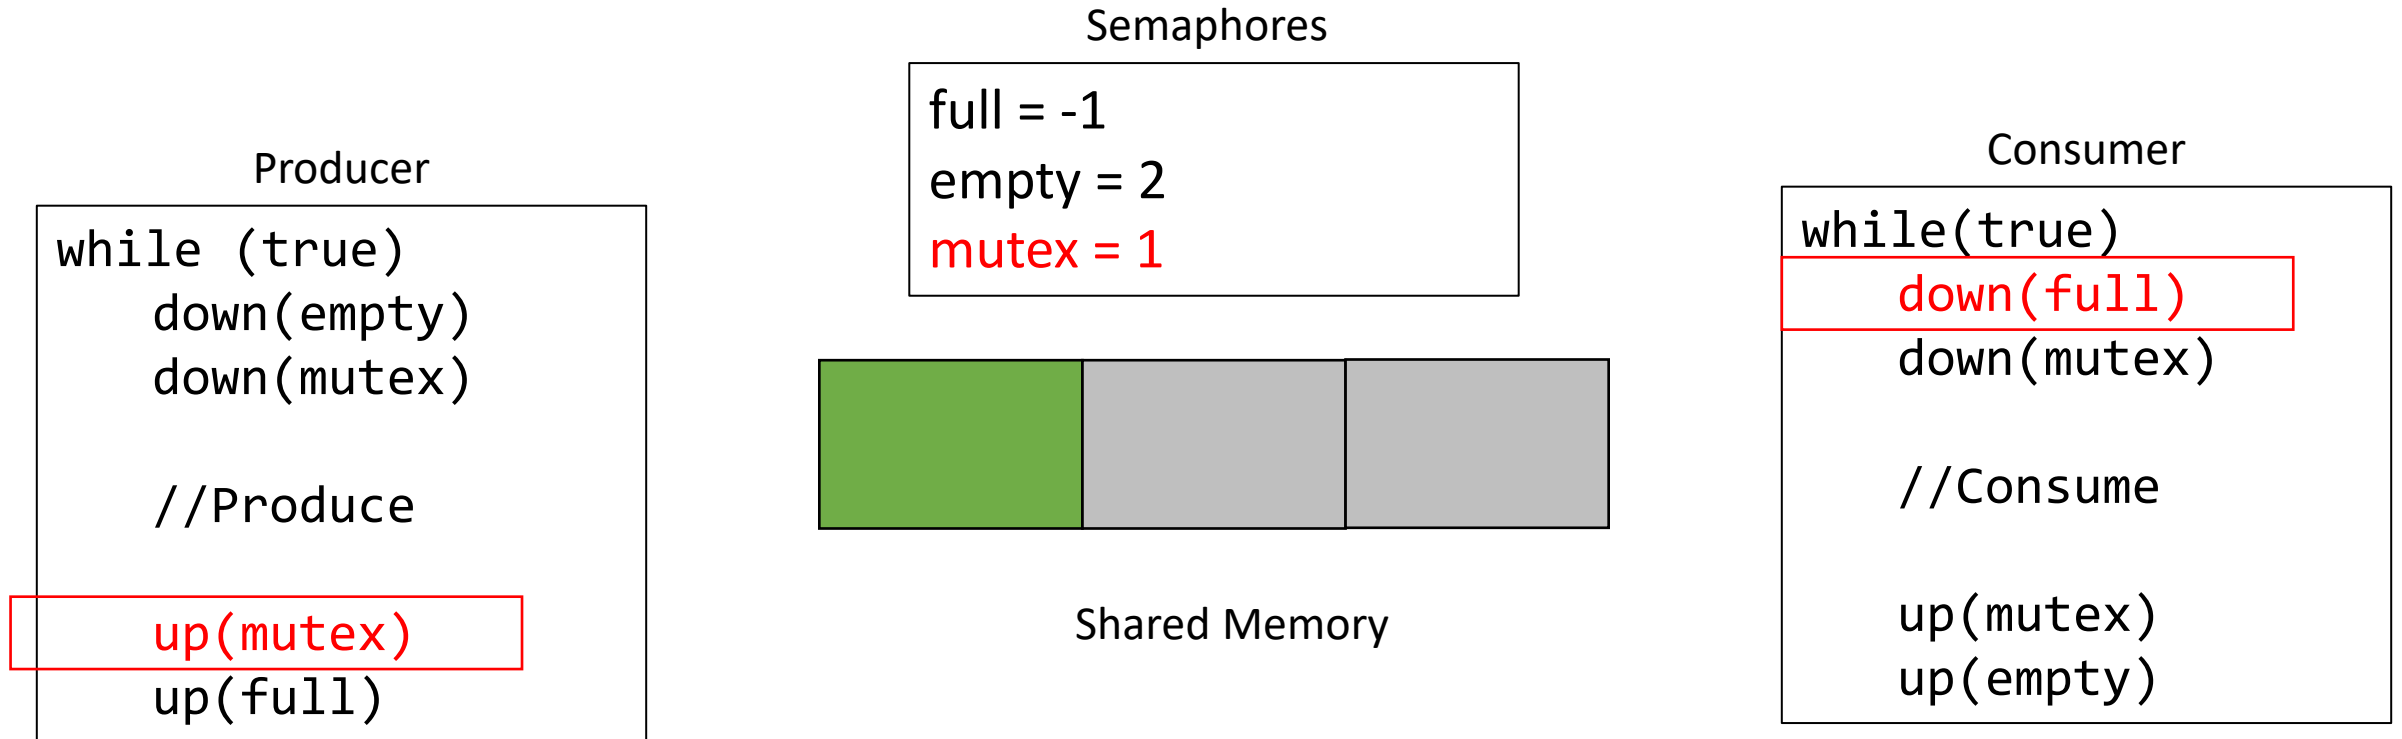 Semaphores
full = -1
empty = 2
mutex = 1
Producer
while (true)
down(empty)
down(mutex)
//Produce
up(mutex)
up(full)
Shared Memory
Consumer
while(true)
down(full)
down(mutex)
//Consume
up(mutex)
up(empty)